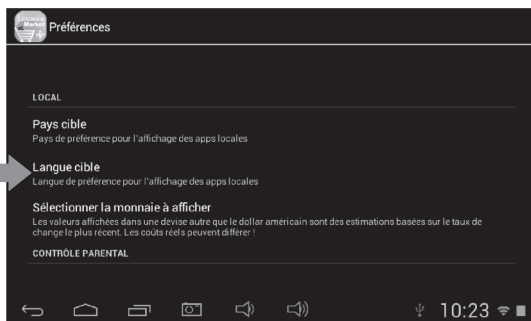 Lexibook
Market
Préférences
LOCAL
Pays cible
Pays de préférence pour l'affichage des apps locales
Langue cible
Langue de préférence pour l'affichage des apps locales
Sélectionner la monnaie à afficher
Les valeurs affichées dans une devise autre que le dollar américain sont des estimations basées sur le taux de
change le plus récent. Les coûts réels peuvent différer !
CONTRÔLE PARENTAL
10:23